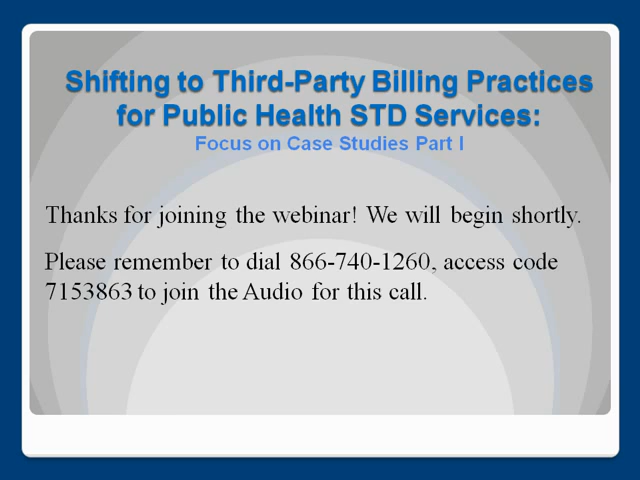 Shifting to Third-Party Billing Practices
for Public Health STD Services:
Focus on Case Studies Part I
Thanks for joining the webinar! We will begin shortly.
Please remember to dial 866-740-1260, access code
7153863 to join the Audio for this call.